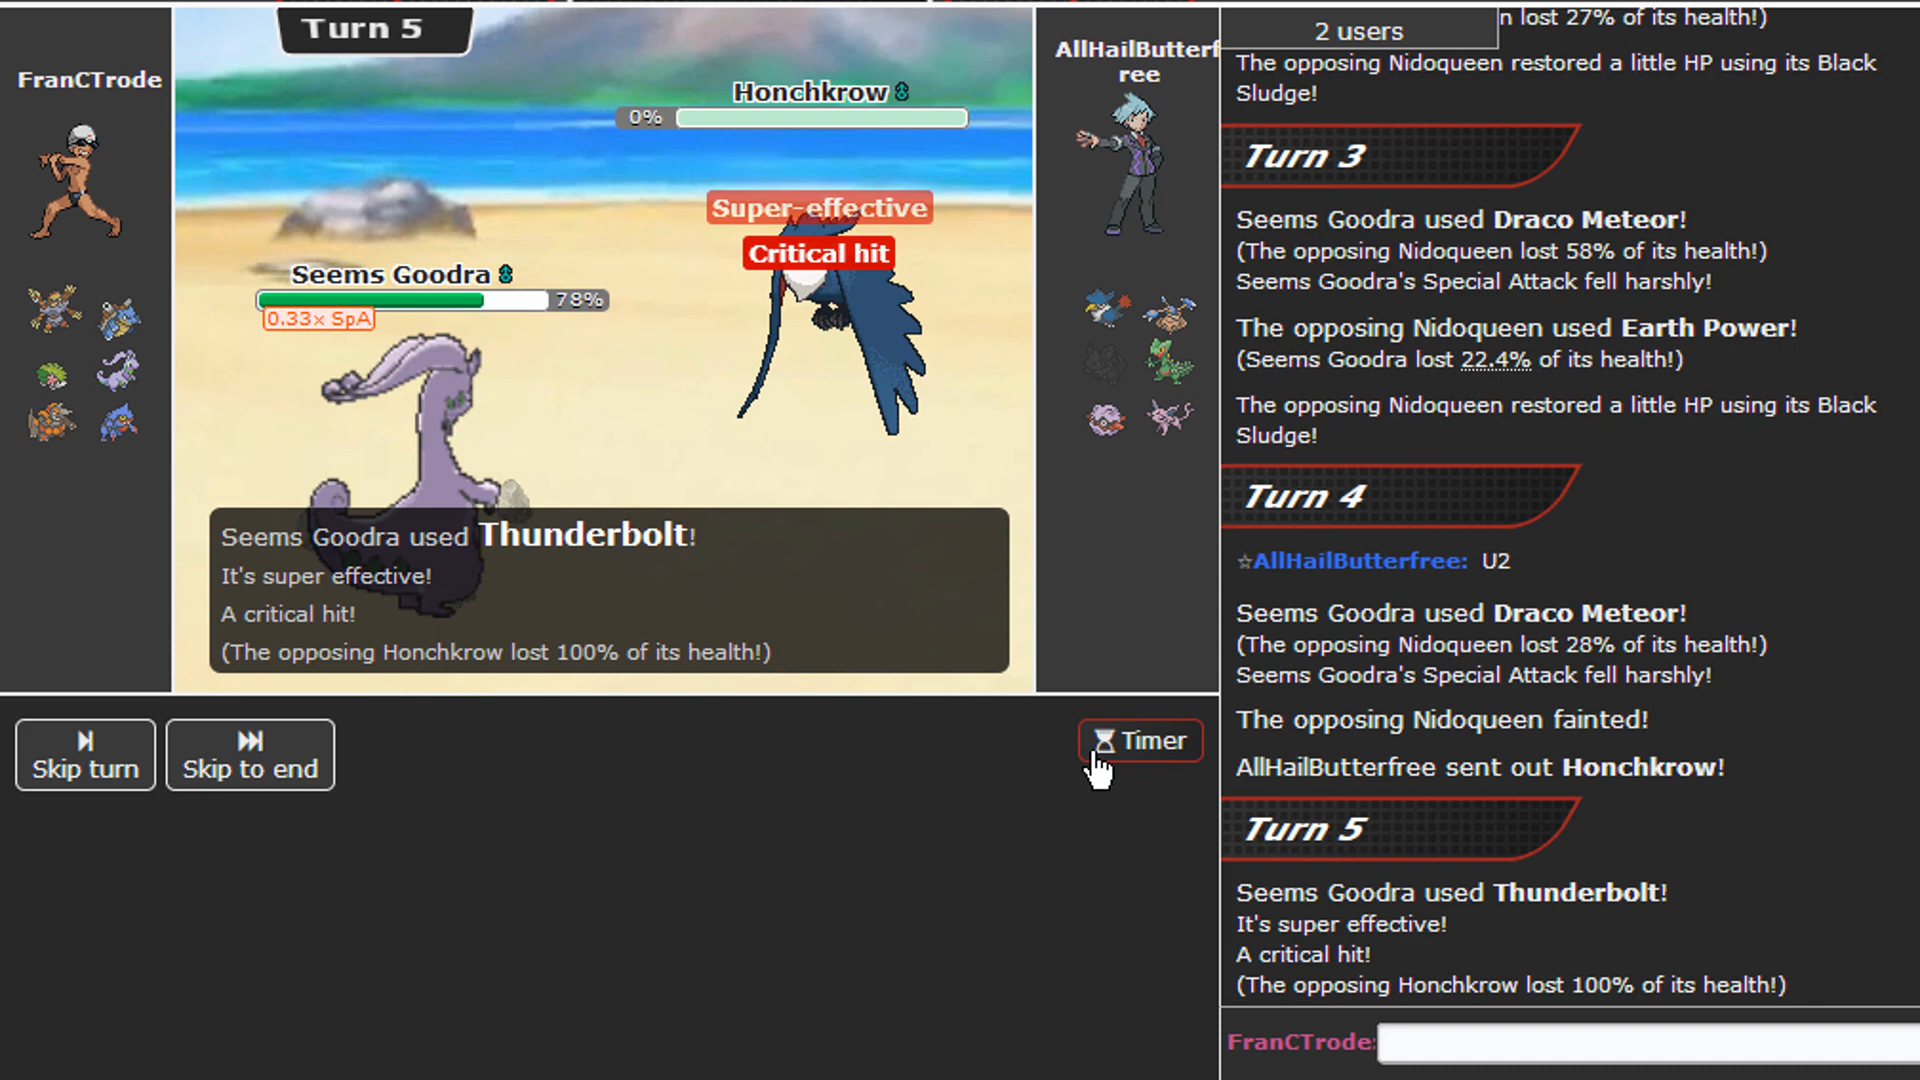 Turn 5
FranCTrode
Honchkrow
0%
Super-effective
Critical hit
Seems Goodra
78%
0.33x SpA
Seems Goodra used Thunderbolt!
It's super effective!
A critical hit!
(The opposing Honchkrow lost 100% of its health!)
AllHailButterf
ree
Skip turn
Skip to end
Timer
2 users
n lost 27% of its health!)
The opposing Nidoqueen restored a little HP using its Black
Sludge!
Turn 3
Seems Goodra used Draco Meteor!
(The opposing Nidoqueen lost 58% of its health!)
Seems Goodra's Special Attack fell harshly!
The opposing Nidoqueen used Earth Power!
(Seems Goodra lost 22.4% of its health!)
The opposing Nidoqueen restored a little HP using its Black
Sludge!
Turn 4
☆AllHailButterfree: U2
Seems Goodra used Draco Meteor!
(The opposing Nidoqueen lost 28% of its health!)
Seems Goodra's Special Attack fell harshly!
The opposing Nidoqueen fainted!
AllHailButterfree sent out Honchkrow!
Turn 5
Seems Goodra used Thunderbolt!
It's super effective!
A critical hit!
(The opposing Honchkrow lost 100% of its health!)
FranCTrode: